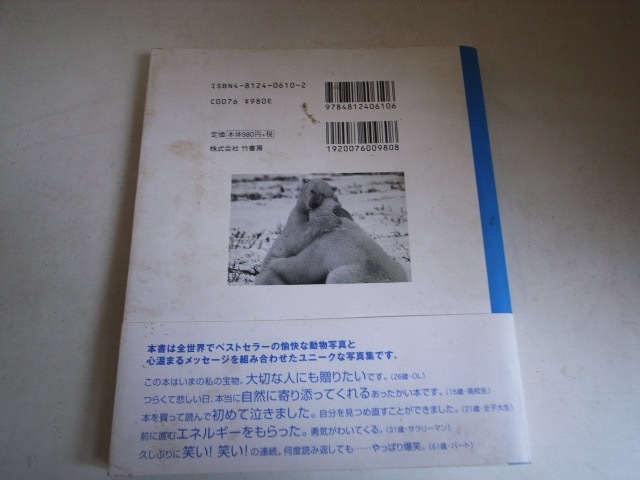 ISBN4-8124-0610-2
C0076 ¥980E
9784812406106
定価 本体980円+税
株式会社 竹書房
1920076009808
本書は全世界でベストセラーの愉快な動物写真と
心温まるメッセージを組み合わせたユニークな写真集です。
この本はいまの私の宝物。大切な人にも贈りたいです。(26歳・OL)
つらくて悲しい日、本当に自然に寄り添ってくれるあったかい本です。(15歳・高校生)
本を買って読んで初めて泣きました。自分を見つめ直すことができました。(21歳・女子大生)
前に進むエネルギーをもらった。勇気がわいてくる。(31歳・サラリーマン)
久しぶりに笑い!笑い!の連続。何度読み返しても……やっぱり爆笑。(61歳・パート)